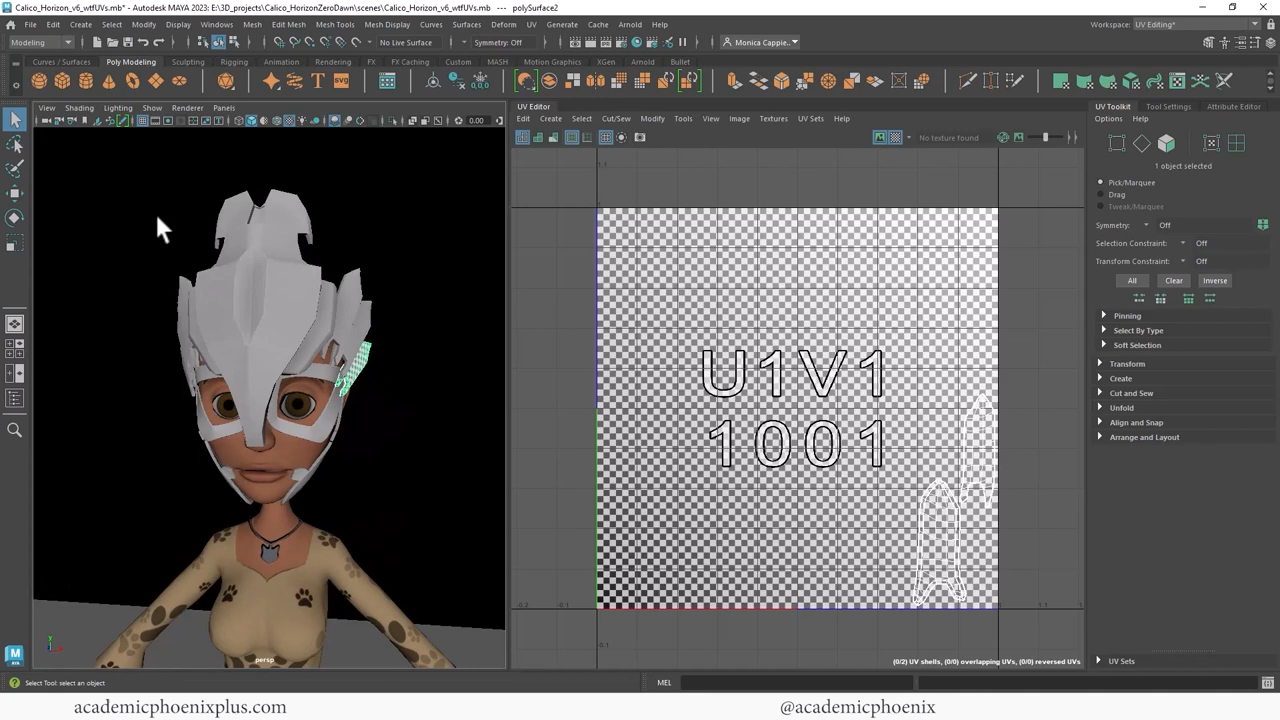 Calico_Horizon_v6_wtfUVs.mb* - Autodesk MAYA 2023: E:\3D_projects\Calico_HorizonZeroDawn\scenes\Calico_Horizon_v6_wtfUVs.mb --- polySurface2
File Edit Create Select Modify Display Windows Mesh Edit Mesh Mesh Tools Mesh Display Curves Surfaces Deform UV Generate Cache Arnold Help
Workspace: UV Editing*
Modeling No Live Surface Symmetry: Off Monica Cappie...
Curves / Surfaces Poly Modeling Sculpting Rigging Animation Rendering FX FX Caching Custom MASH Motion Graphics XGen Arnold Bullet
View Shading Lighting Show Renderer Panels
0.00
persp
UV Editor
Edit Create Select Cut/Sew Modify Tools View Image Textures UV Sets Help
No texture found
U1V1
1001
(0/2) UV shells, (0/0) overlapping UVs, (0/0) reversed UVs
UV Toolkit Tool Settings Attribute Editor
Options Help
1 object selected
Pick/Marquee
Drag
Tweak/Marquee
Symmetry: Off
Selection Constraint: Off
Transform Constraint: Off
All Clear Inverse
Pinning
Select By Type
Soft Selection
Transform
Create
Cut and Sew
Unfold
Align and Snap
Arrange and Layout
UV Sets
Select Tool: select an object
MEL
academicphoenixplus.com @academicphoenix